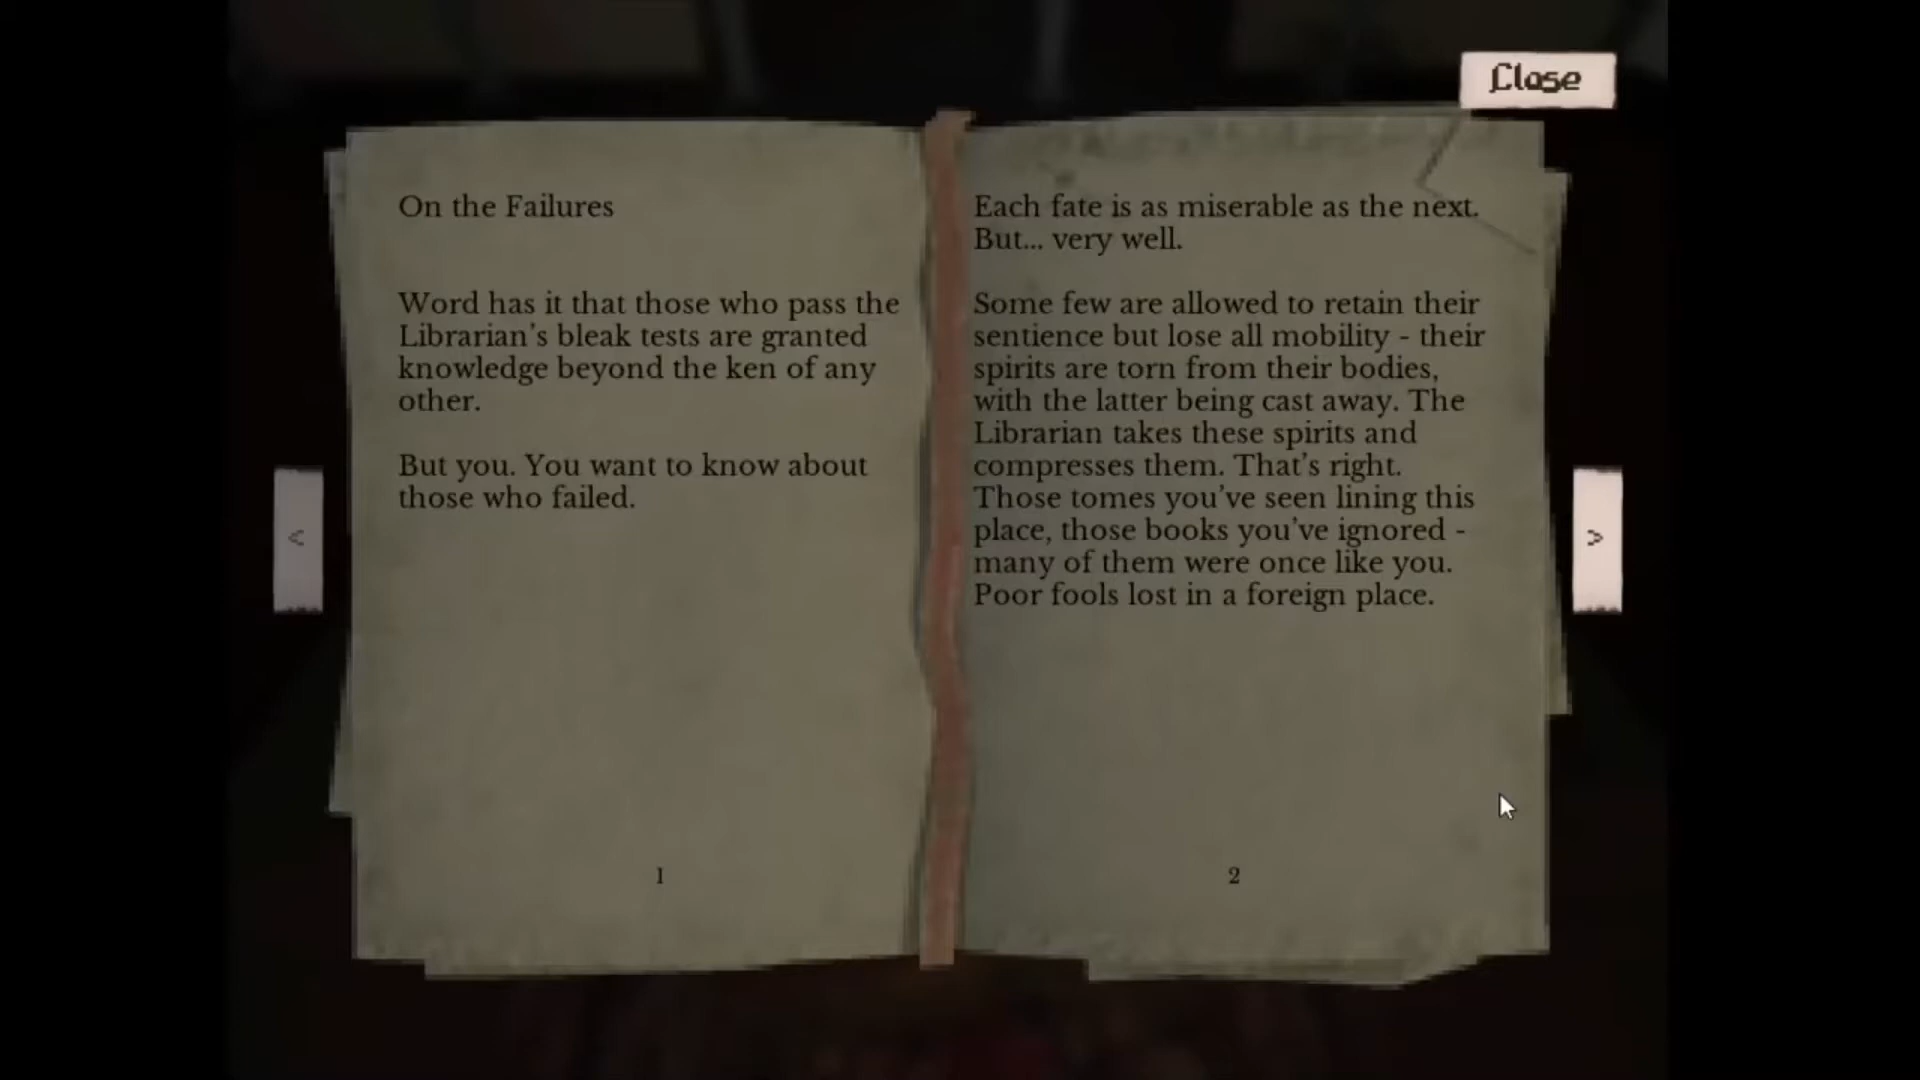 Close
On the Failures
Word has it that those who pass the
Librarian's bleak tests are granted
knowledge beyond the ken of any
other.
But you. You want to know about
those who failed.
1
Each fate is as miserable as the next.
But... very well.
Some few are allowed to retain their
sentience but lose all mobility - their
spirits are torn from their bodies,
with the latter being cast away. The
Librarian takes these spirits and
compresses them. That's right.
Those tomes you've seen lining this
place, those books you've ignored -
many of them were once like you.
Poor fools lost in a foreign place.
2
<
>